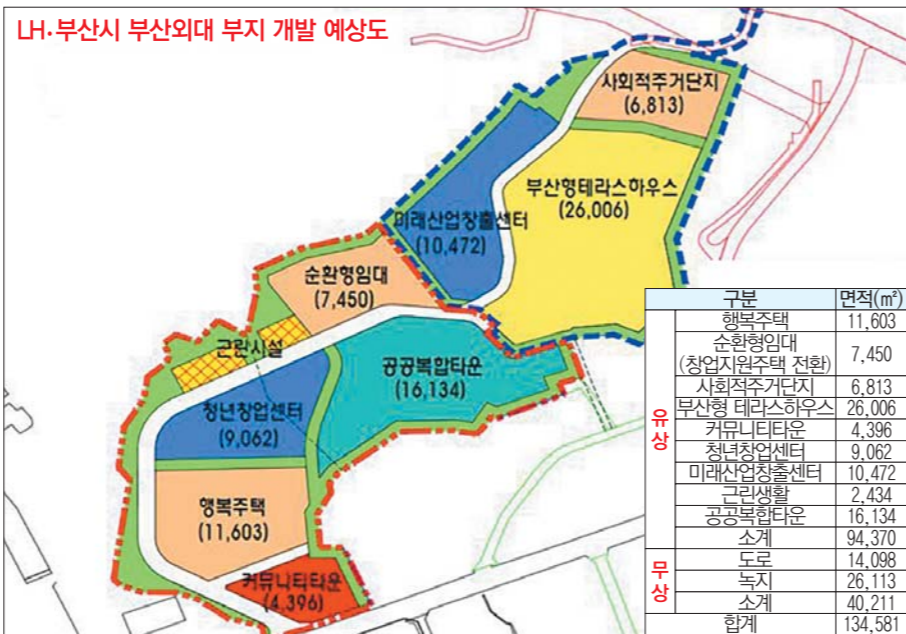 LH·부산시 부산외대 부지 개발 예상도
사회적주거단지
(6,813)
부산형테라스하우스
(26,006)
미래산업창출센터
(10,472)
순환형임대
(7,450)
근린시설
공공복합타운
(16,134)
청년창업센터
(9,062)
행복주택
(11,603)
커뮤니티타운
(4,396)
구분 면적(㎡)
유상
행복주택 11,603
순환형임대
(창업지원주택 전환) 7,450
사회적주거단지 6,813
부산형 테라스하우스 26,006
커뮤니티타운 4,396
청년창업센터 9,062
미래산업창출센터 10,472
근린생활 2,434
공공복합타운 16,134
소계 94,370
무상
도로 14,098
녹지 26,113
소계 40,211
합계 134,581